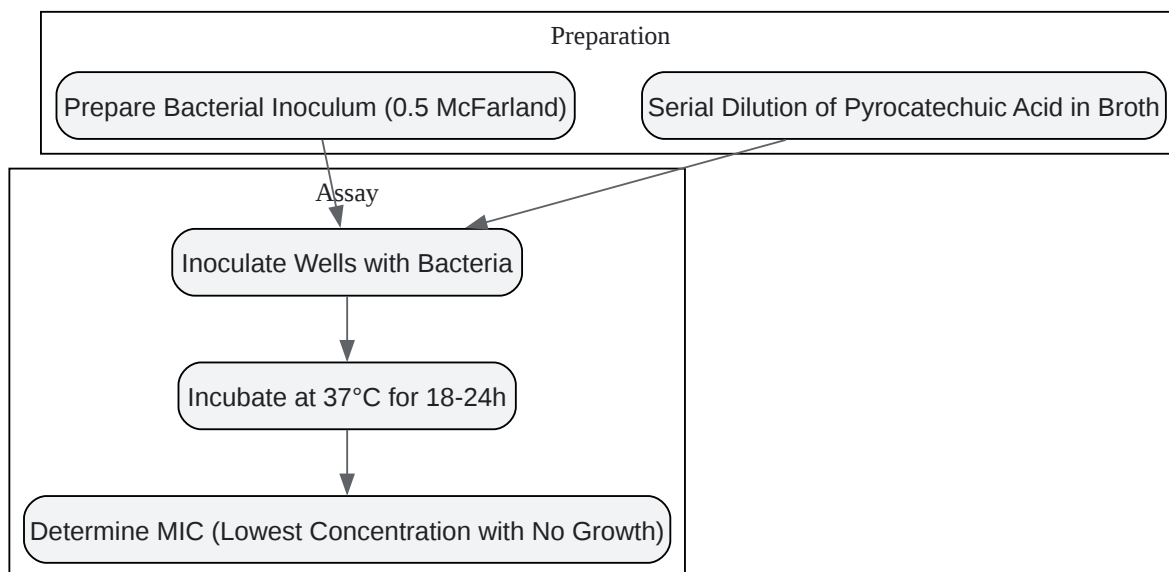 Preparation
Prepare Bacterial Inoculum (0.5 McFarland)
Serial Dilution of Pyrocatechuic Acid in Broth
Assay
Inoculate Wells with Bacteria
Incubate at 37°C for 18-24h
Determine MIC (Lowest Concentration with No Growth)